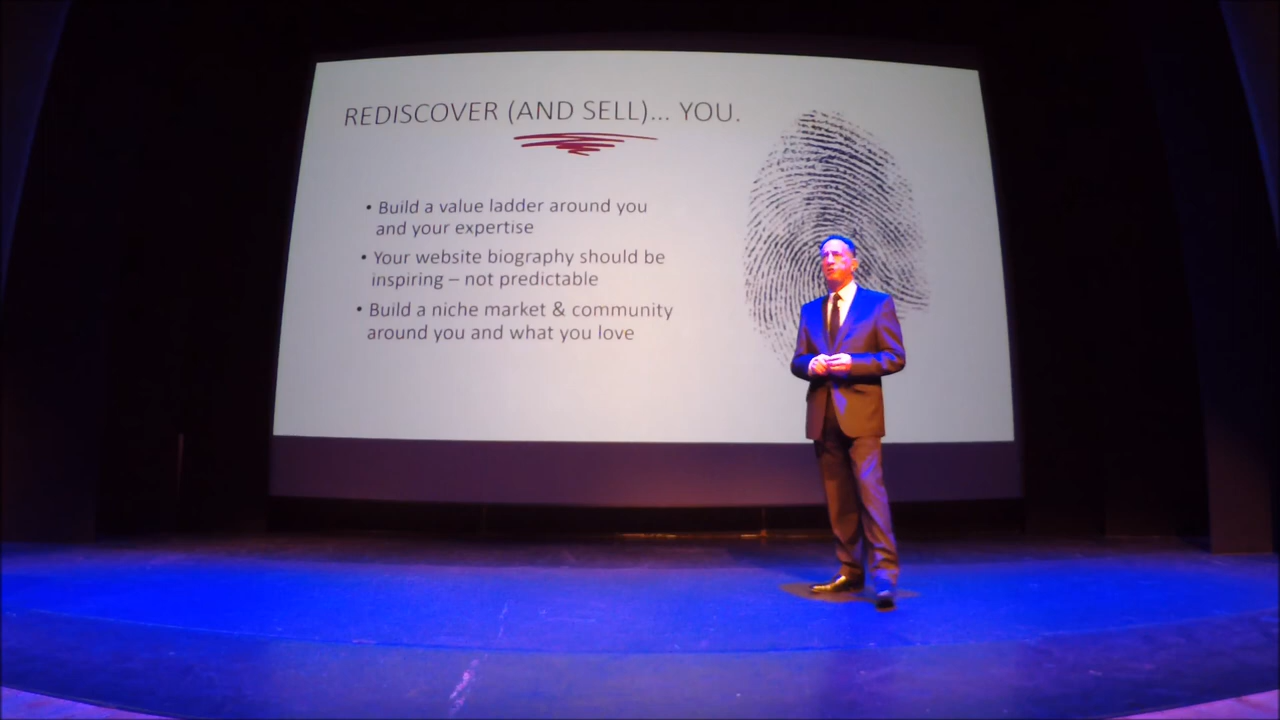 REDISCOVER (AND SELL)... YOU.
• Build a value ladder around you
and your expertise
• Your website biography should be
inspiring – not predictable
• Build a niche market & community
around you and what you love